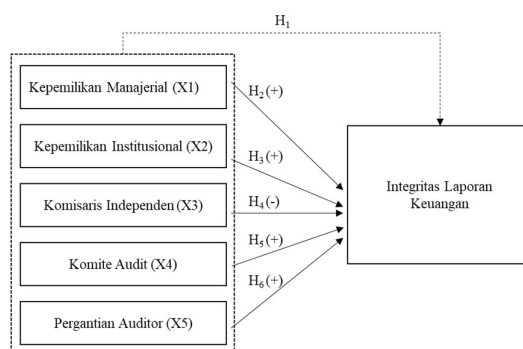 H₁
Kepemilikan Manajerial (X1)
H₂(+)
Kepemilikan Institusional (X2)
H₃(+)
Integritas Laporan
Keuangan
Komisaris Independen (X3)
H₄(-)
Komite Audit (X4)
H₅(+)
Pergantian Auditor (X5)
H₆(+)